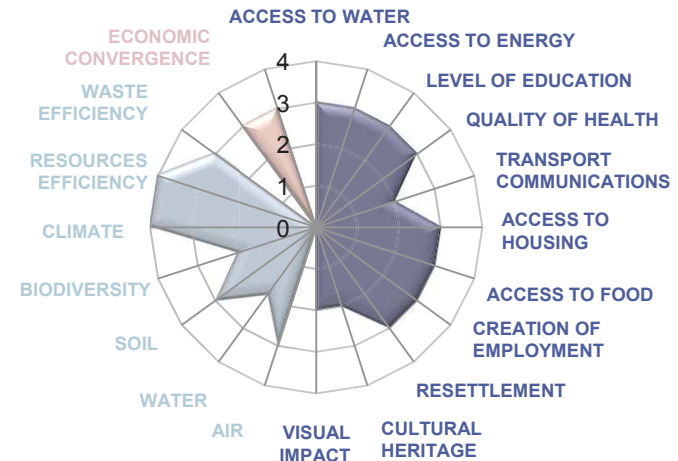 ACCESS TO WATER
ACCESS TO ENERGY
LEVEL OF EDUCATION
QUALITY OF HEALTH
TRANSPORT
COMMUNICATIONS
ACCESS TO
HOUSING
ACCESS TO FOOD
CREATION OF
EMPLOYMENT
RESETTLEMENT
CULTURAL
HERITAGE
VISUAL
IMPACT
AIR
WATER
SOIL
BIODIVERSITY
CLIMATE
RESOURCES
EFFICIENCY
WASTE
EFFICIENCY
ECONOMIC
CONVERGENCE
4
3
2
1
0